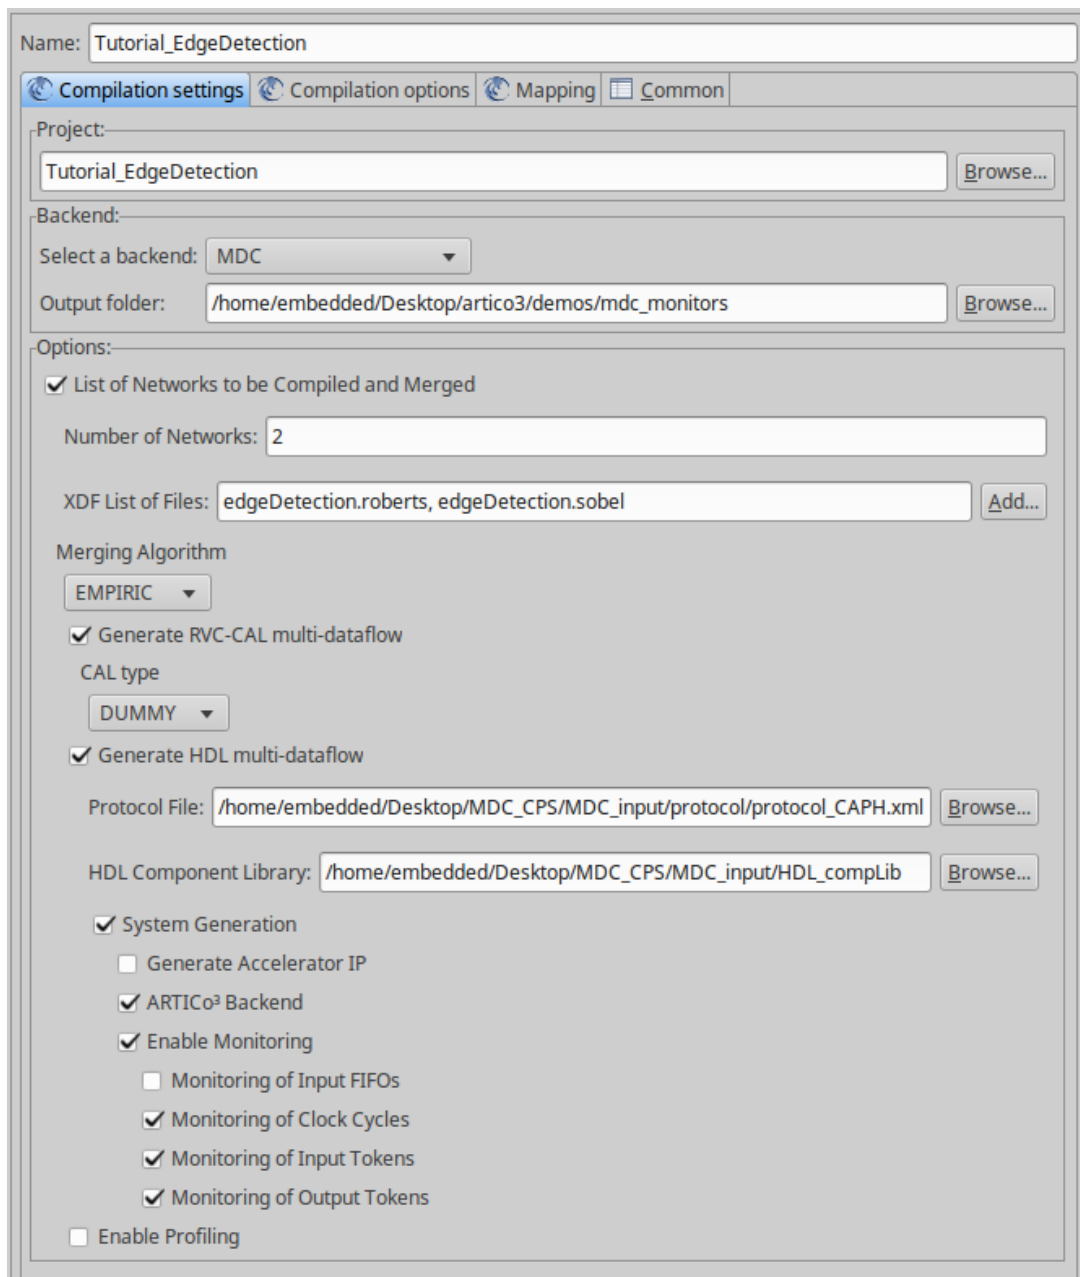 Name: Tutorial_EdgeDetection
Compilation settings Compilation options Mapping Common
Project:
Tutorial_EdgeDetection Browse...
Backend:
Select a backend: MDC
Output folder: /home/embedded/Desktop/artico3/demos/mdc_monitors Browse...
Options:
List of Networks to be Compiled and Merged
Number of Networks: 2
XDF List of Files: edgeDetection.roberts, edgeDetection.sobel Add...
Merging Algorithm
EMPIRIC
Generate RVC-CAL multi-dataflow
CAL type
DUMMY
Generate HDL multi-dataflow
Protocol File: /home/embedded/Desktop/MDC_CPS/MDC_input/protocol/protocol_CAPH.xml Browse...
HDL Component Library: /home/embedded/Desktop/MDC_CPS/MDC_input/HDL_compLib Browse...
System Generation
Generate Accelerator IP
ARTICo³ Backend
Enable Monitoring
Monitoring of Input FIFOs
Monitoring of Clock Cycles
Monitoring of Input Tokens
Monitoring of Output Tokens
Enable Profiling